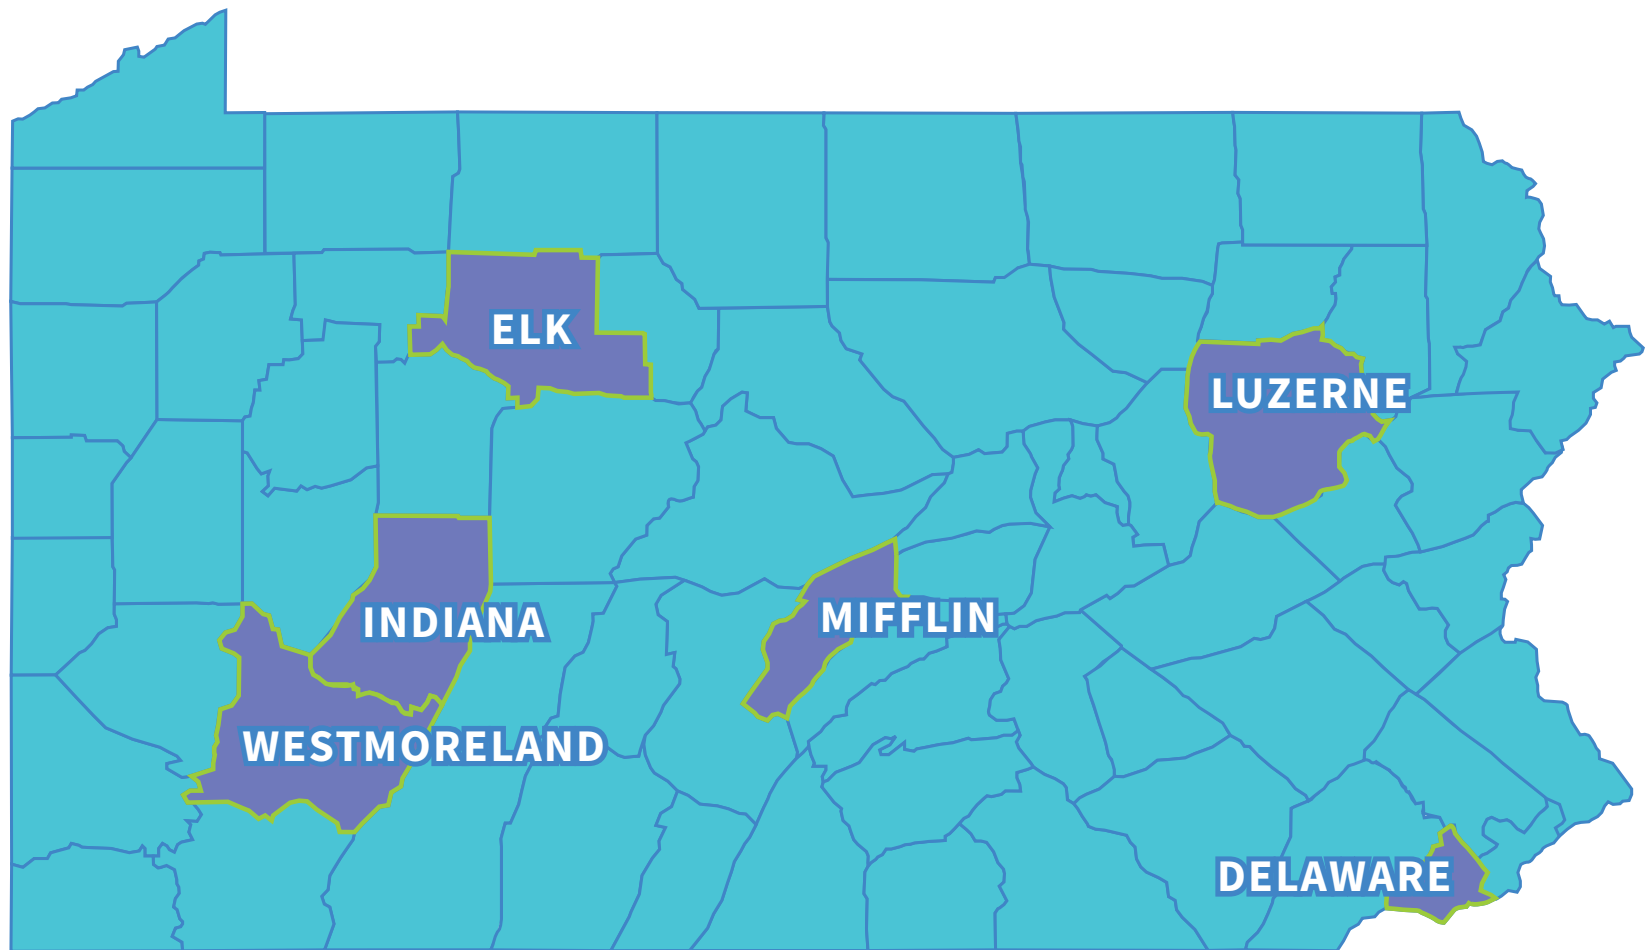 ELK
LUZERNE
INDIANA
MIFFLIN
WESTMORELAND
DELAWARE